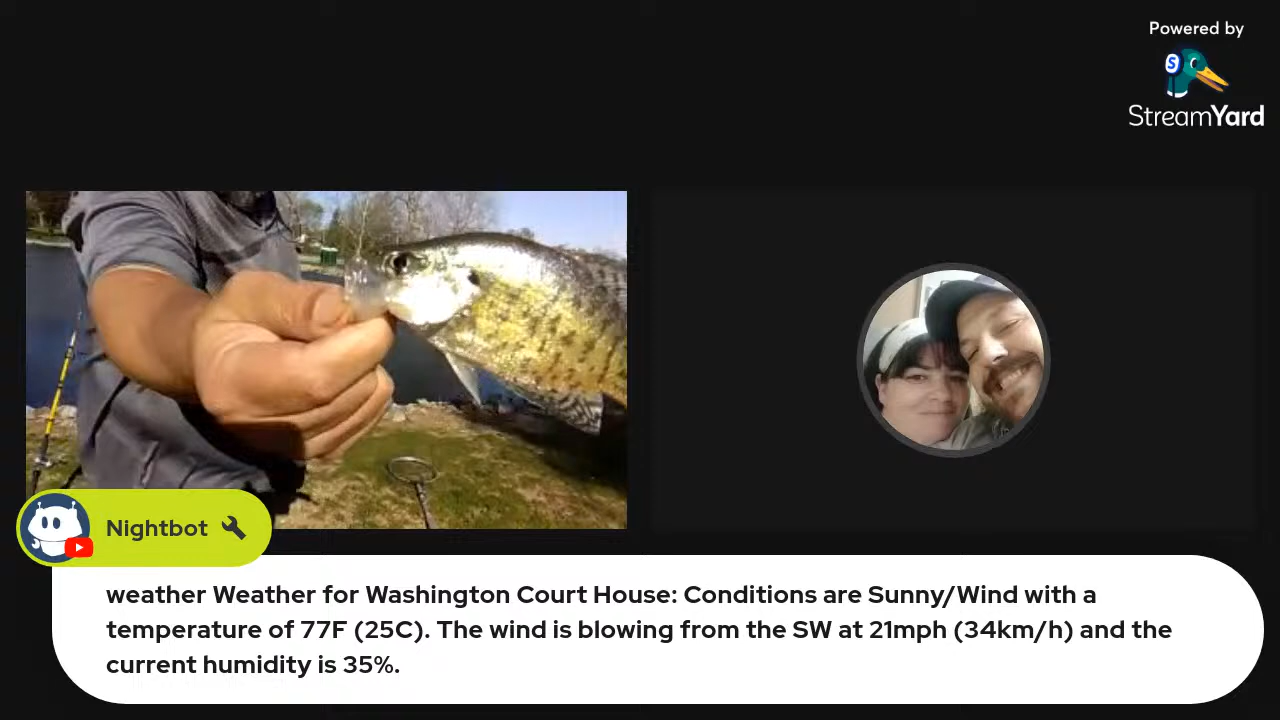 Powered by
S
StreamYard
Nightbot
weather Weather for Washington Court House: Conditions are Sunny/Wind with a
temperature of 77F (25C). The wind is blowing from the SW at 21mph (34km/h) and the
current humidity is 35%.